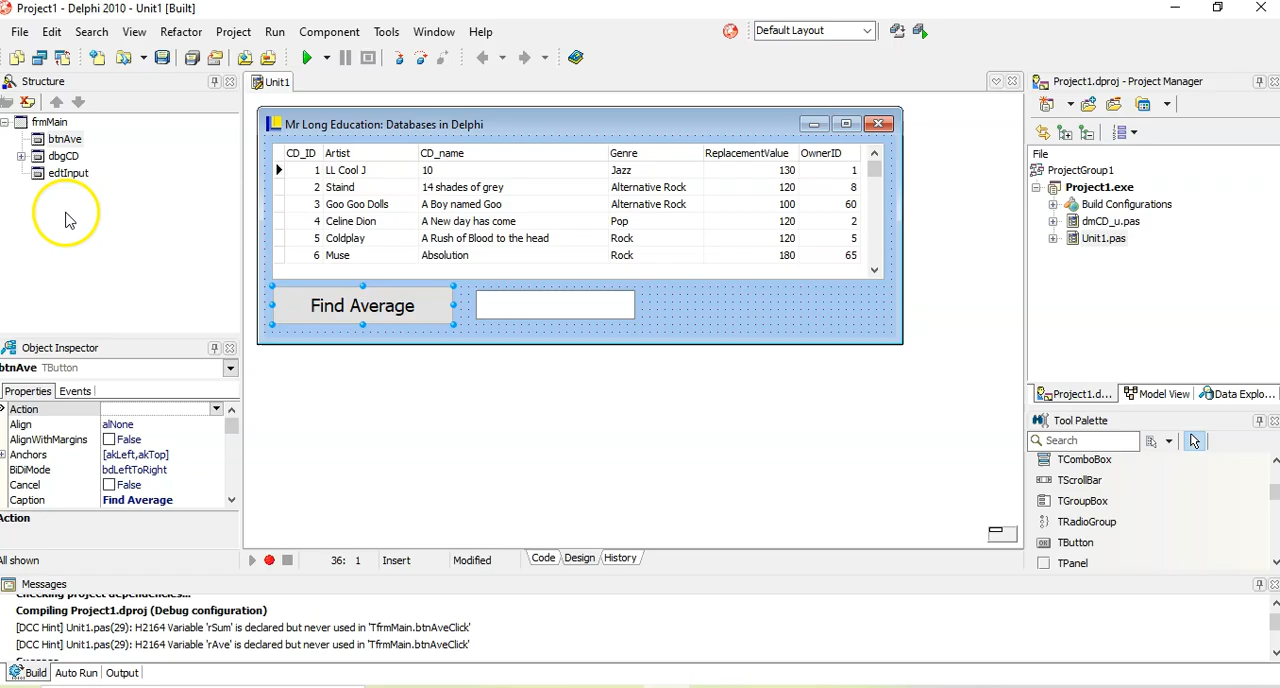 Project1 - Delphi 2010 - Unit1 [Built]
File Edit Search View Refactor Project Run Component Tools Window Help
Default Layout
Structure
Unit1
Project1.dproj - Project Manager
frmMain
btnAve
dbgCD
edtInput
Mr Long Education: Databases in Delphi
CD_ID Artist CD_name Genre ReplacementValue OwnerID
1 LL Cool J 10 Jazz 130 1
2 Staind 14 shades of grey Alternative Rock 120 8
3 Goo Goo Dolls A Boy named Goo Alternative Rock 100 60
4 Celine Dion A New day has come Pop 120 2
5 Coldplay A Rush of Blood to the head Rock 120 5
6 Muse Absolution Rock 180 65
Find Average
File
ProjectGroup1
Project1.exe
Build Configurations
dmCD_u.pas
Unit1.pas
Object Inspector
btnAve TButton
Properties Events
Action
Align alNone
AlignWithMargins False
Anchors [akLeft,akTop]
BiDiMode bdLeftToRight
Cancel False
Caption Find Average
Action
All shown
Project1.d... Model View Data Explo...
Tool Palette
Search
TComboBox
TScrollBar
TGroupBox
TRadioGroup
TButton
TPanel
36: 1 Insert Modified Code Design History
Messages
Checking project dependencies...
Compiling Project1.dproj (Debug configuration)
[DCC Hint] Unit1.pas(29): H2164 Variable 'rSum' is declared but never used in 'TfrmMain.btnAveClick'
[DCC Hint] Unit1.pas(29): H2164 Variable 'rAve' is declared but never used in 'TfrmMain.btnAveClick'
Success
Build Auto Run Output